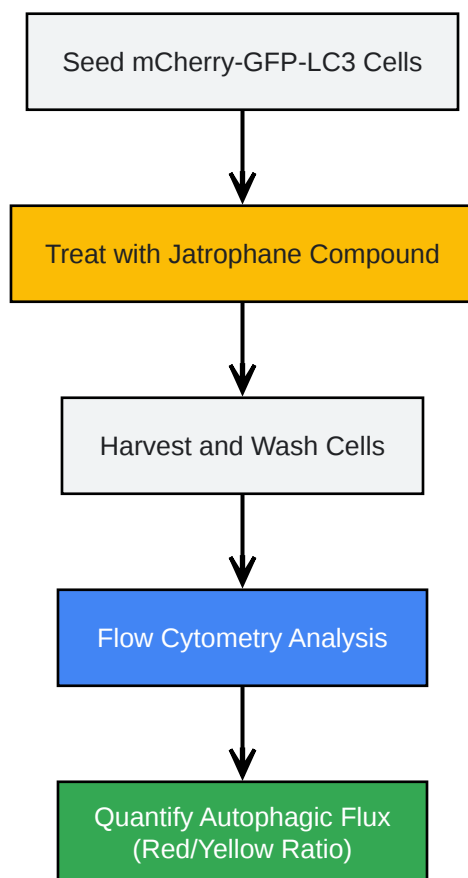 Seed mCherry-GFP-LC3 Cells
Treat with Jatrophane Compound
Harvest and Wash Cells
Flow Cytometry Analysis
Quantify Autophagic Flux
(Red/Yellow Ratio)